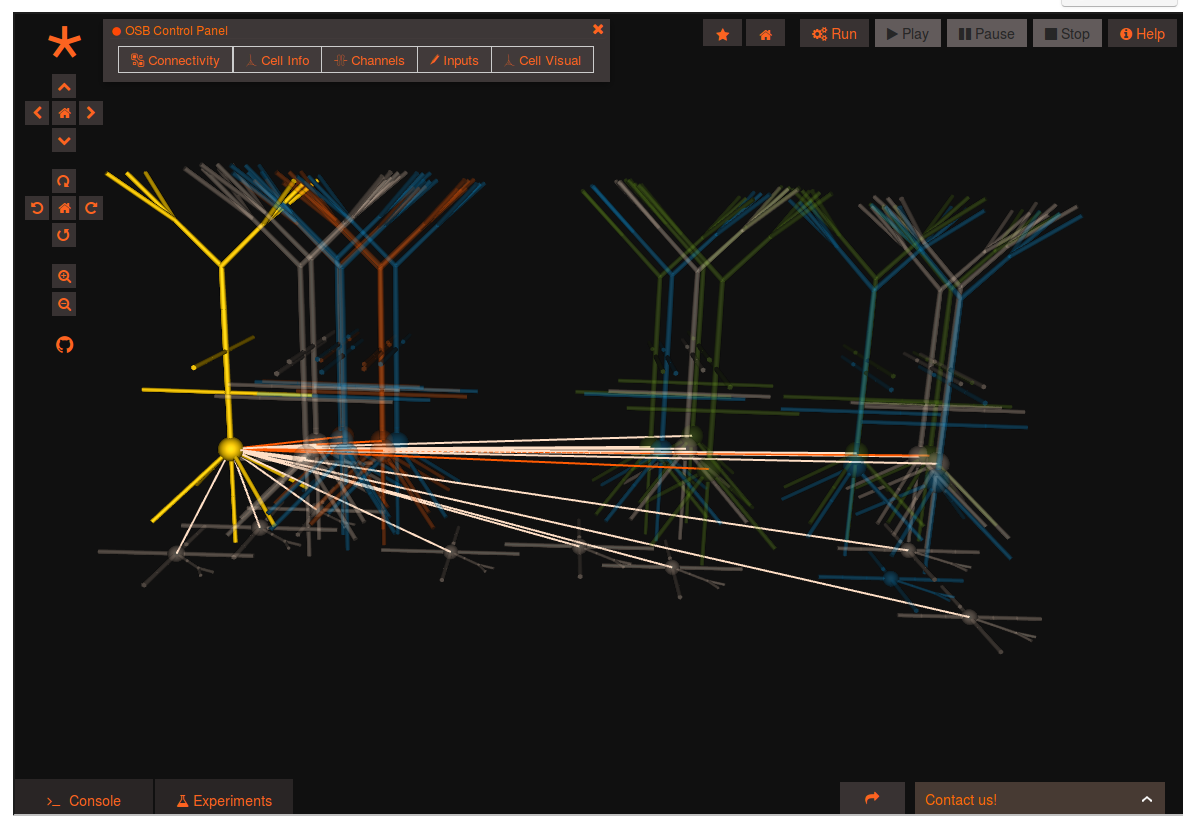 OSB Control Panel
Connectivity Cell Info Channels Inputs Cell Visual
Run Play Pause Stop Help
Console Experiments
Contact us!